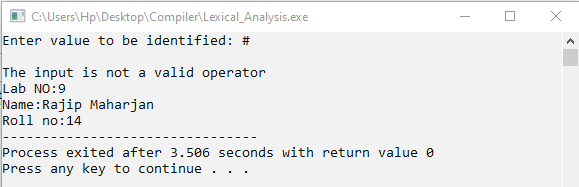 C:\Users\Hp\Desktop\Compiler\Lexical_Analysis.exe
Enter value to be identified: #
The input is not a valid operator
Lab NO:9
Name:Rajip Maharjan
Roll no:14
--------------------------------
Process exited after 3.506 seconds with return value 0
Press any key to continue . . .